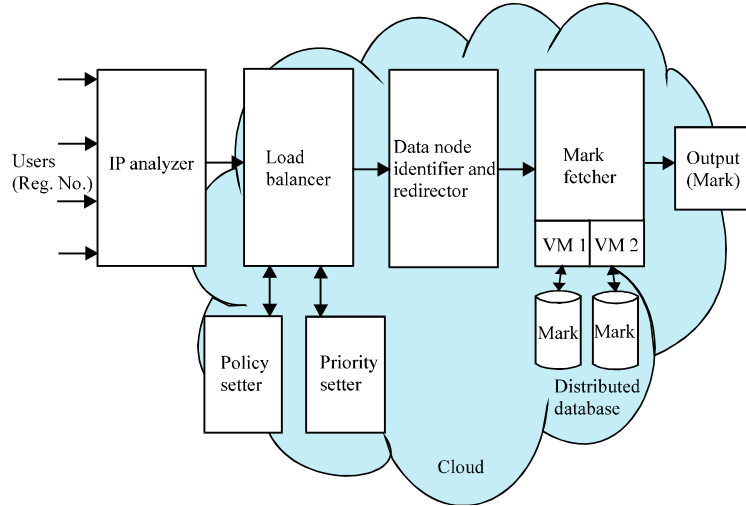 Users
(Reg. No.)
IP analyzer
Load
balancer
Data node
identifier and
redirector
Mark
fetcher
VM 1
VM 2
Output
(Mark)
Policy
setter
Priority
setter
Mark
Mark
Distributed
database
Cloud